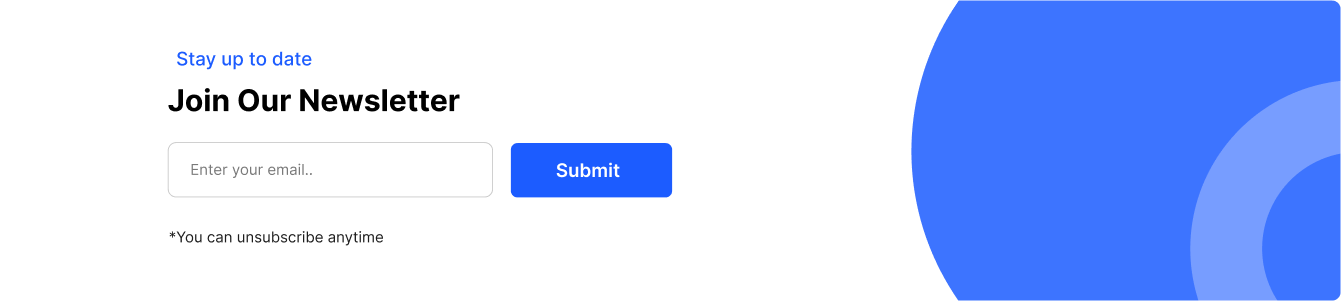 Stay up to date
Join Our Newsletter
Enter your email..
Submit
*You can unsubscribe anytime